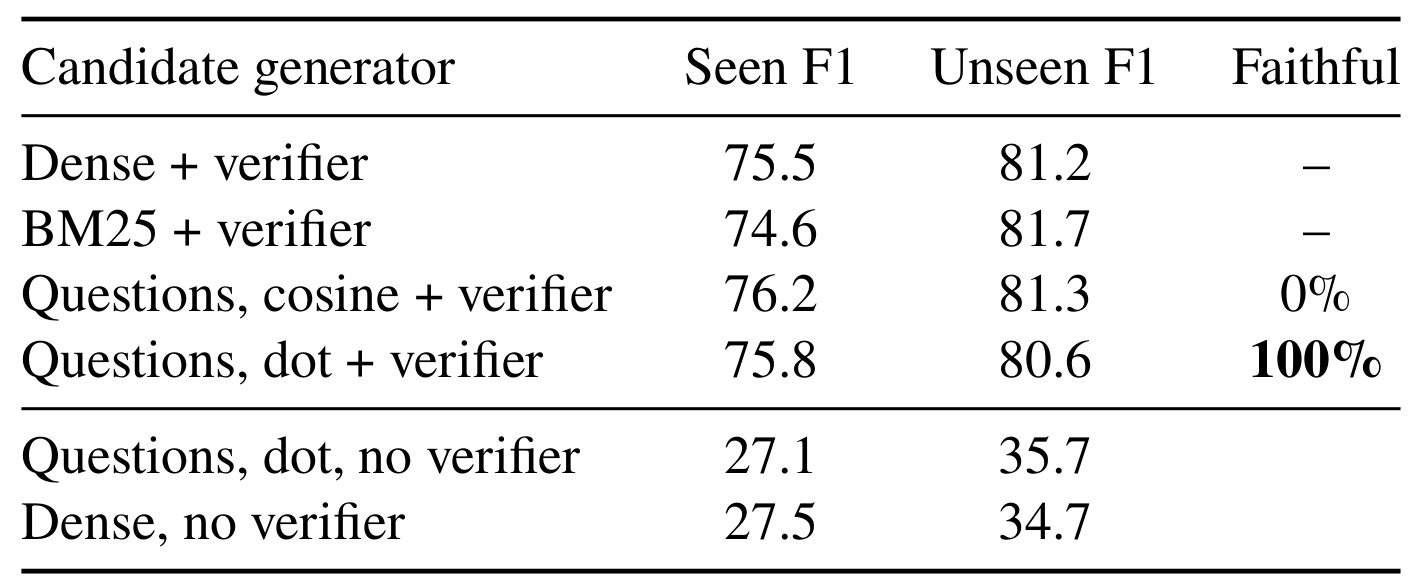 Candidate generator Seen F1 Unseen F1 Faithful
Dense + verifier 75.5 81.2 –
BM25 + verifier 74.6 81.7 –
Questions, cosine + verifier 76.2 81.3 0%
Questions, dot + verifier 75.8 80.6 100%
Questions, dot, no verifier 27.1 35.7
Dense, no verifier 27.5 34.7